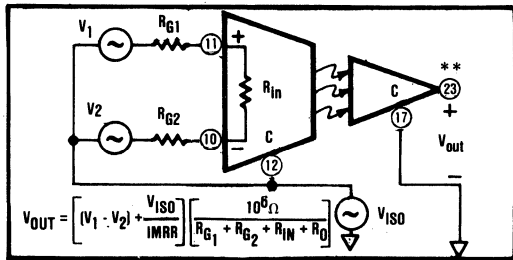 V1
RG1
11
+
Rin
V2
RG2
10
−
C
12
C
17
**
23
+
Vout
−
VISO
VOUT = [(V1 - V2) + VISO/IMRR] [10^6Ω / (RG1 + RG2 + RIN + RO)]